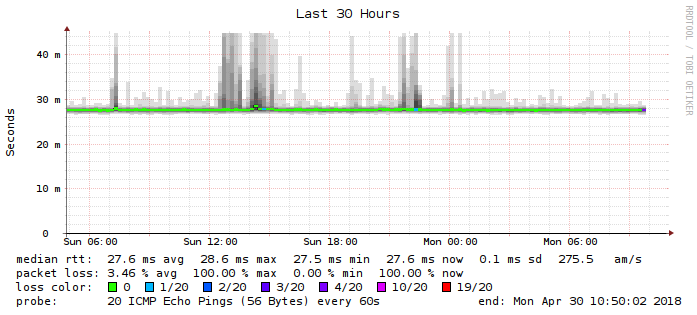 Last 30 Hours
RRDTOOL / TOBI OETIKER
Seconds
40 m
30 m
20 m
10 m
0
Sun 06:00 Sun 12:00 Sun 18:00 Mon 00:00 Mon 06:00
median rtt: 27.6 ms avg 28.6 ms max 27.5 ms min 27.6 ms now 0.1 ms sd 275.5 am/s
packet loss: 3.46 % avg 100.00 % max 0.00 % min 100.00 % now
loss color: 0 1/20 2/20 3/20 4/20 10/20 19/20
probe: 20 ICMP Echo Pings (56 Bytes) every 60s end: Mon Apr 30 10:50:02 2018